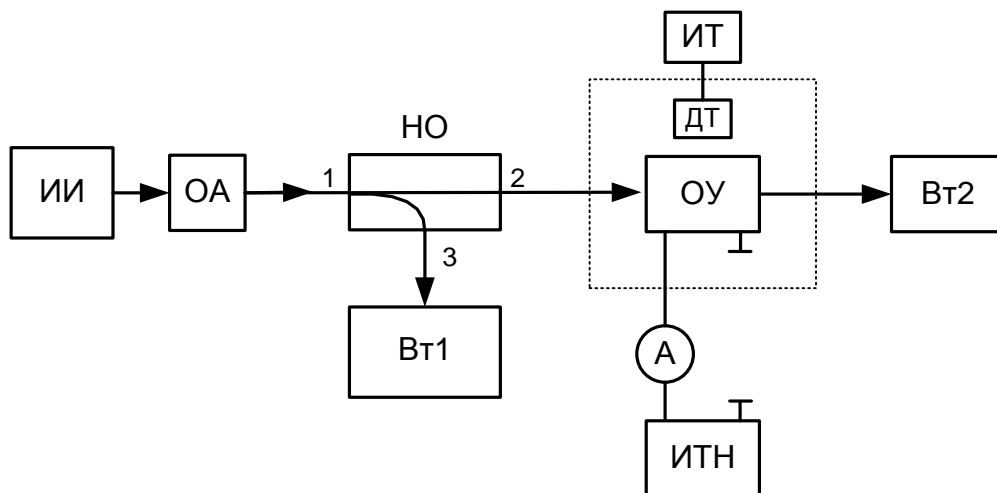 ИТ
ДТ
НО
ИИ
ОА
1
2
ОУ
Вт2
3
Вт1
А
ИТН